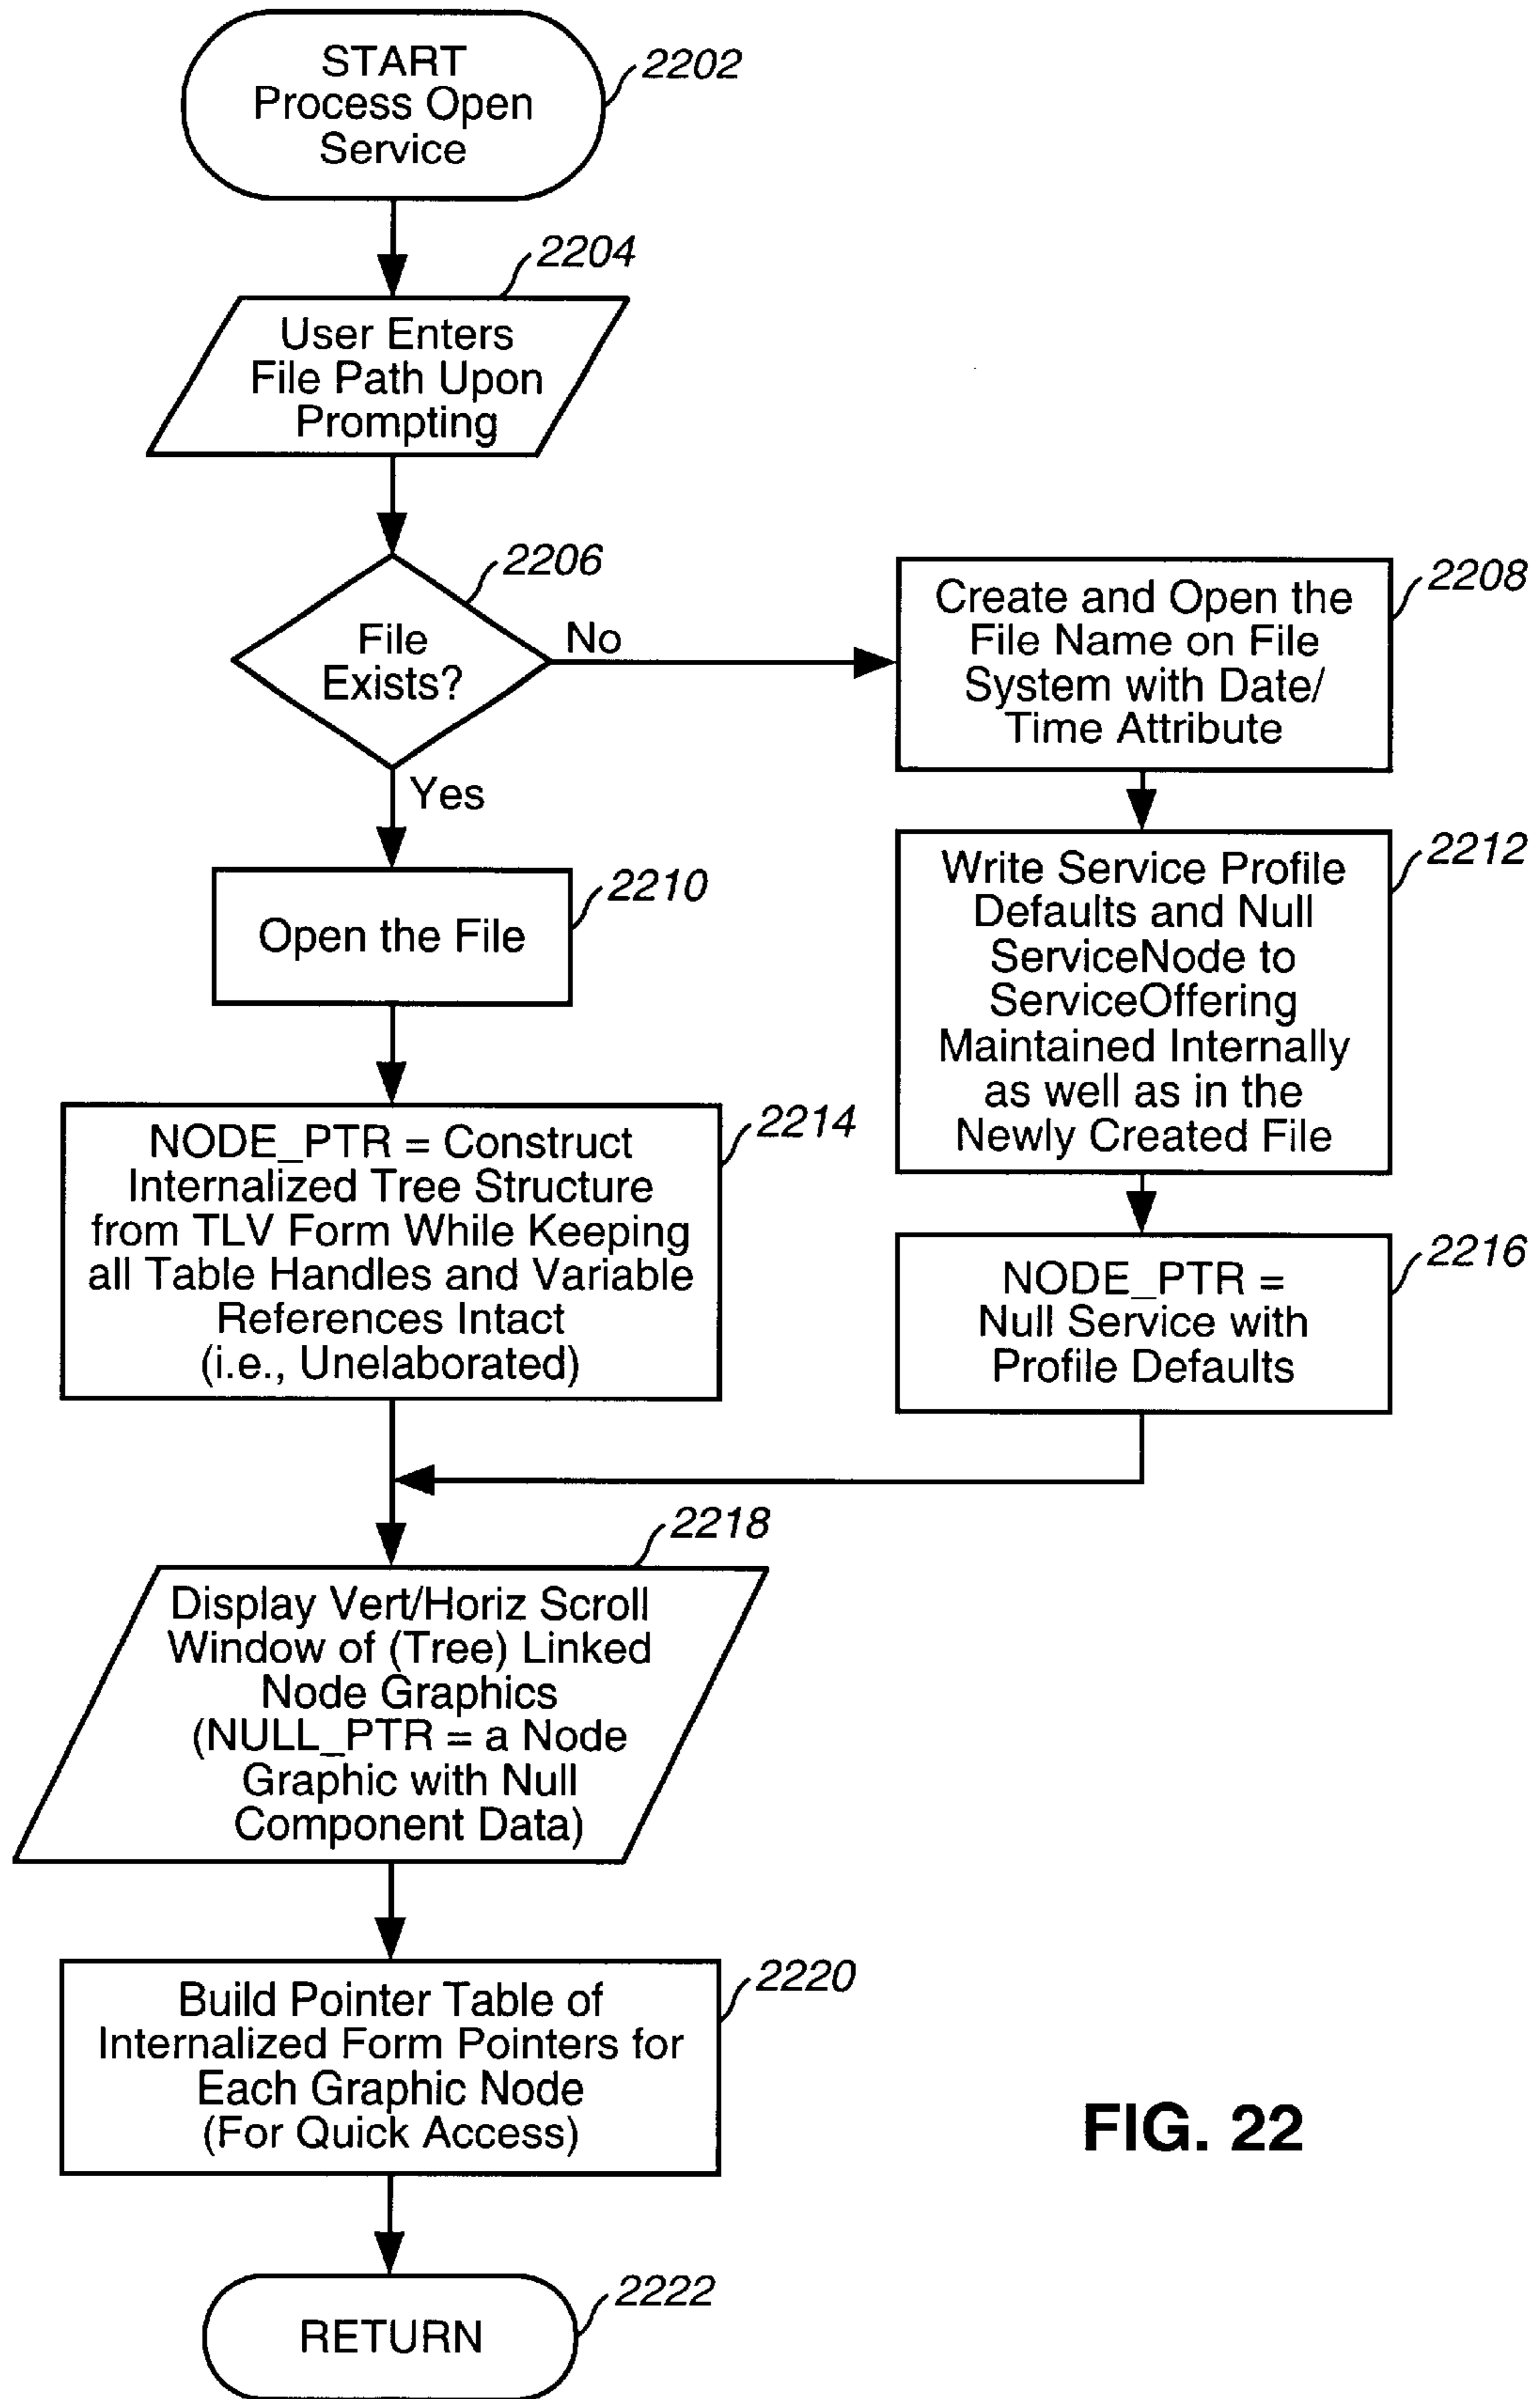 START
Process Open
Service
2202
2204
User Enters
File Path Upon
Prompting
2206
File
Exists?
No
Yes
2208
Create and Open the
File Name on File
System with Date/
Time Attribute
2210
Open the File
2212
Write Service Profile
Defaults and Null
ServiceNode to
ServiceOffering
Maintained Internally
as well as in the
Newly Created File
2214
NODE_PTR = Construct
Internalized Tree Structure
from TLV Form While Keeping
all Table Handles and Variable
References Intact
(i.e., Unelaborated)
2216
NODE_PTR =
Null Service with
Profile Defaults
2218
Display Vert/Horiz Scroll
Window of (Tree) Linked
Node Graphics
(NULL_PTR = a Node
Graphic with Null
Component Data)
2220
Build Pointer Table of
Internalized Form Pointers for
Each Graphic Node
(For Quick Access)
2222
RETURN
FIG. 22